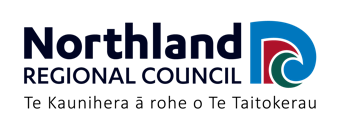 Northland
REGIONAL COUNCIL
Te Kaunihera ā rohe o Te Taitokerau